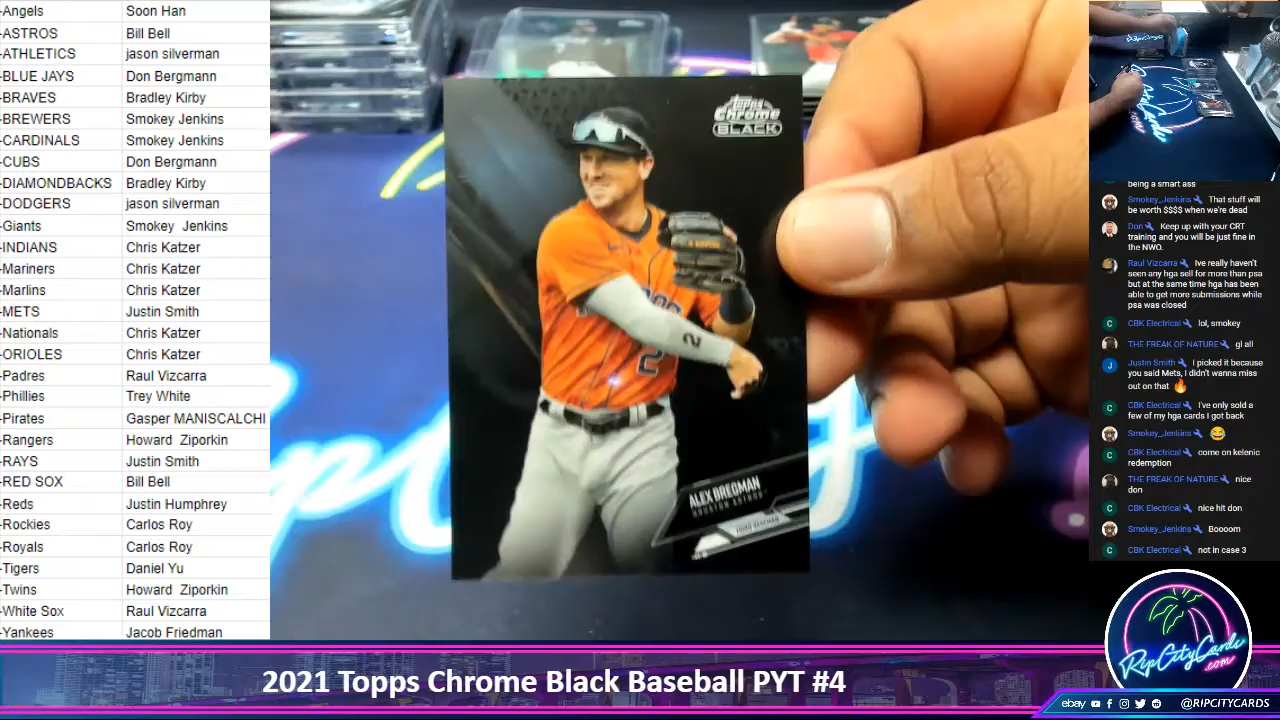 -Angels Soon Han
-ASTROS Bill Bell
-ATHLETICS jason silverman
-BLUE JAYS Don Bergmann
-BRAVES Bradley Kirby
-BREWERS Smokey Jenkins
-CARDINALS Smokey Jenkins
-CUBS Don Bergmann
-DIAMONDBACKS Bradley Kirby
-DODGERS jason silverman
-Giants Smokey Jenkins
-INDIANS Chris Katzer
-Mariners Chris Katzer
-Marlins Chris Katzer
-METS Justin Smith
-Nationals Chris Katzer
-ORIOLES Chris Katzer
-Padres Raul Vizcarra
-Phillies Trey White
-Pirates Gasper MANISCALCHI
-Rangers Howard Ziporkin
-RAYS Justin Smith
-RED SOX Bill Bell
-Reds Justin Humphrey
-Rockies Carlos Roy
-Royals Carlos Roy
-Tigers Daniel Yu
-Twins Howard Ziporkin
-White Sox Raul Vizcarra
-Yankees Jacob Friedman
Topps
Chrome
BLACK
2
2
ALEX BREGMAN
HOUSTON ASTROS
THIRD BASEMAN
being a smart ass
Smokey_Jenkins That stuff will
be worth $$$$ when we're dead
Don Keep up with your CRT
training and you will be just fine in
the NWO.
Raul Vizcarra Ive really haven't
seen any hga sell for more than psa
but at the same time hga has been
able to get more submissions while
psa was closed
CBK Electrical lol, smokey
THE FREAK OF NATURE gl all
Justin Smith I picked it because
you said Mets, I didn't wanna miss
out on that 🔥
CBK Electrical I've only sold a
few of my hga cards I got back
Smokey_Jenkins 😂
CBK Electrical come on kelenic
redemption
THE FREAK OF NATURE nice
don
CBK Electrical nice hit don
Smokey_Jenkins Boooom
CBK Electrical not in case 3
RipCityCards
.com
2021 Topps Chrome Black Baseball PYT #4
ebay @RIPCITYCARDS